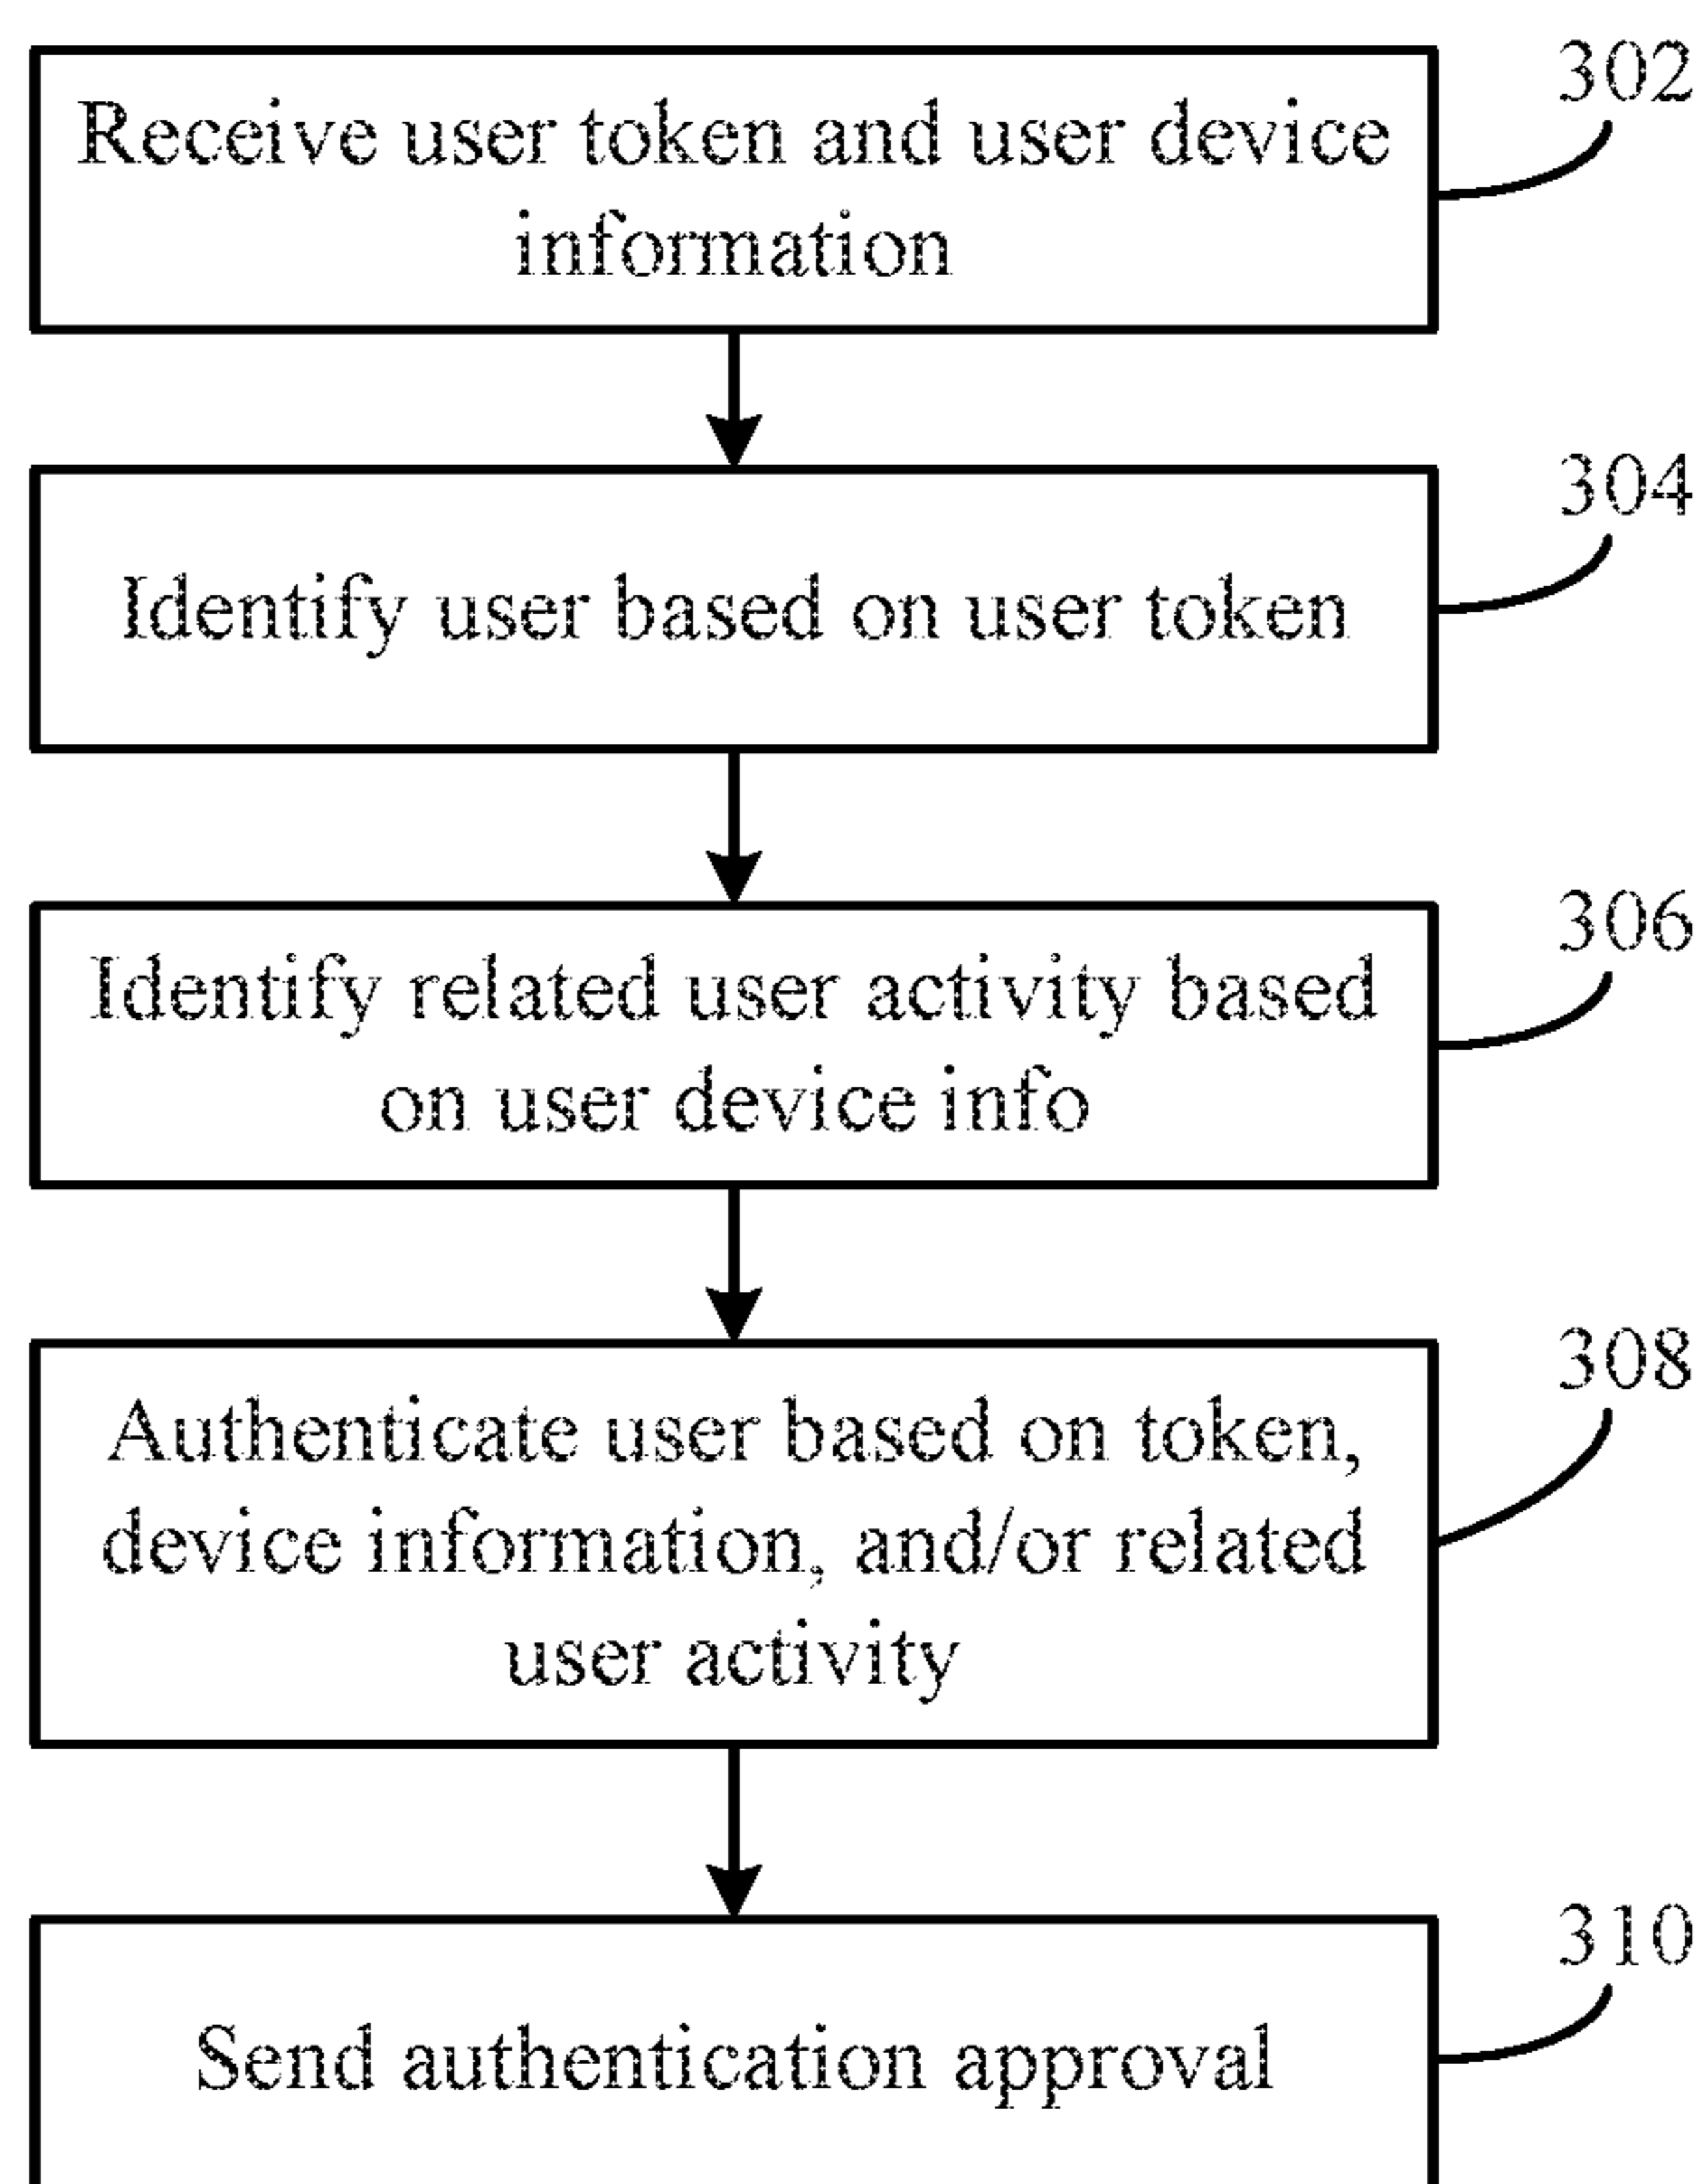 302
Receive user token and user device
information
304
Identify user based on user token
306
Identify related user activity based
on user device info
308
Authenticate user based on token,
device information, and/or related
user activity
310
Send authentication approval